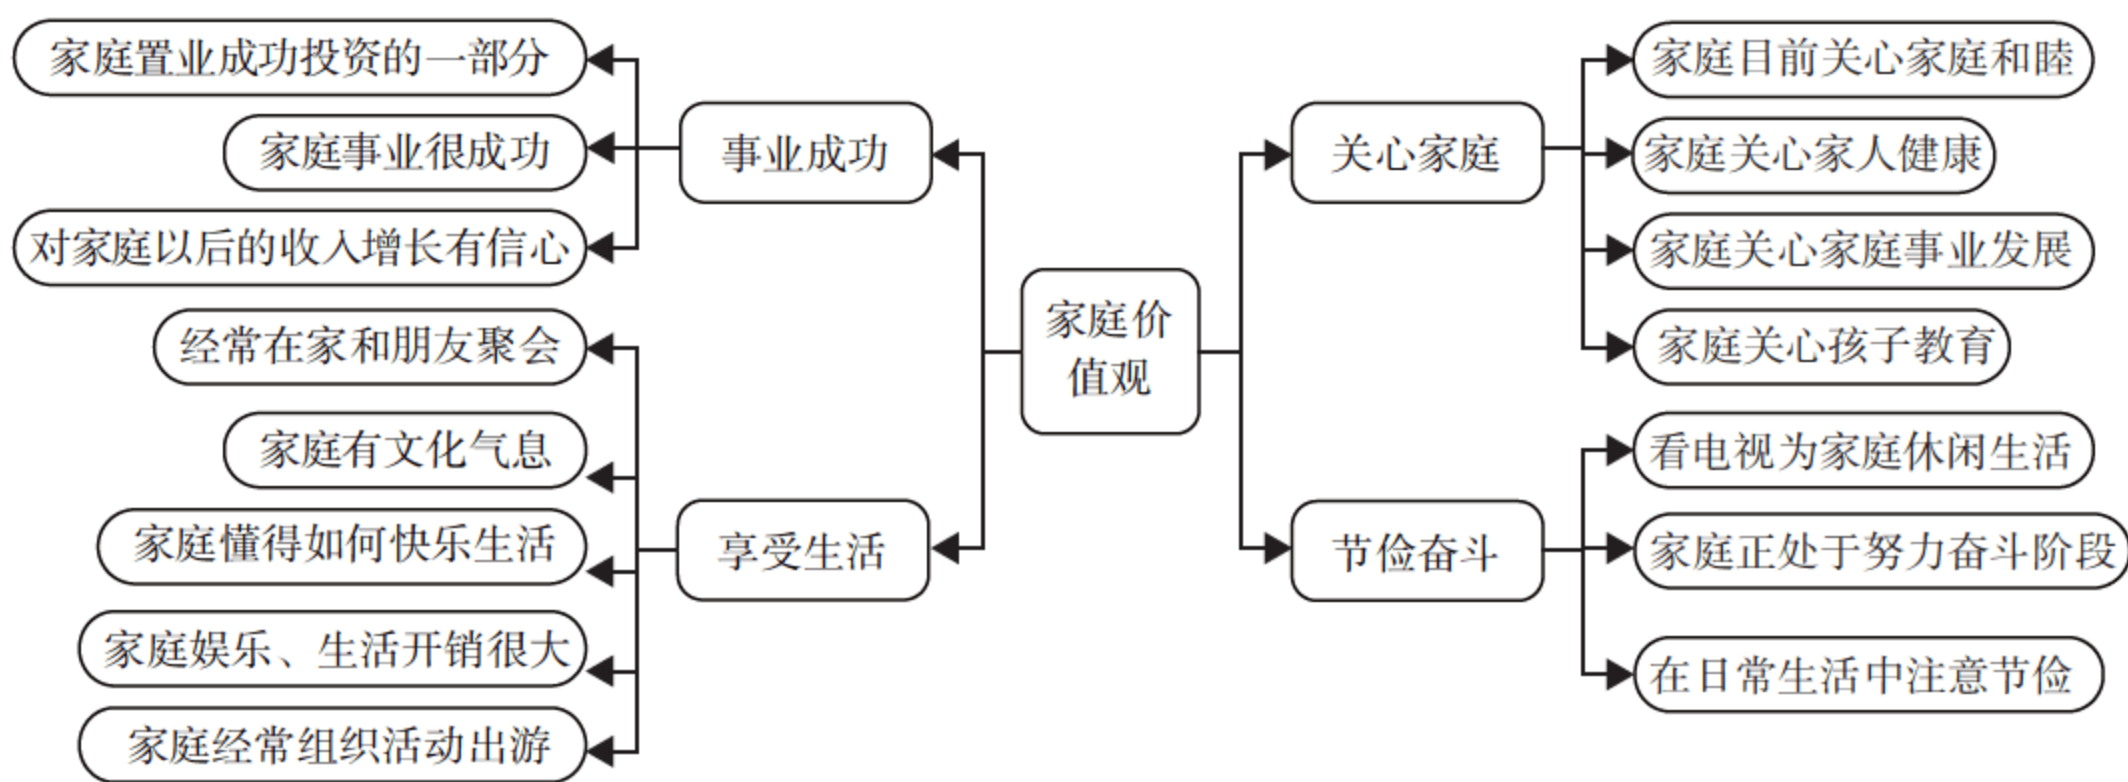 家庭置业成功投资的一部分
家庭事业很成功
对家庭以后的收入增长有信心
事业成功
经常在家和朋友聚会
家庭有文化气息
家庭懂得如何快乐生活
家庭娱乐、生活开销很大
家庭经常组织活动出游
享受生活
家庭价
值观
关心家庭
家庭目前关心家庭和睦
家庭关心家人健康
家庭关心家庭事业发展
家庭关心孩子教育
节俭奋斗
看电视为家庭休闲生活
家庭正处于努力奋斗阶段
在日常生活中注意节俭